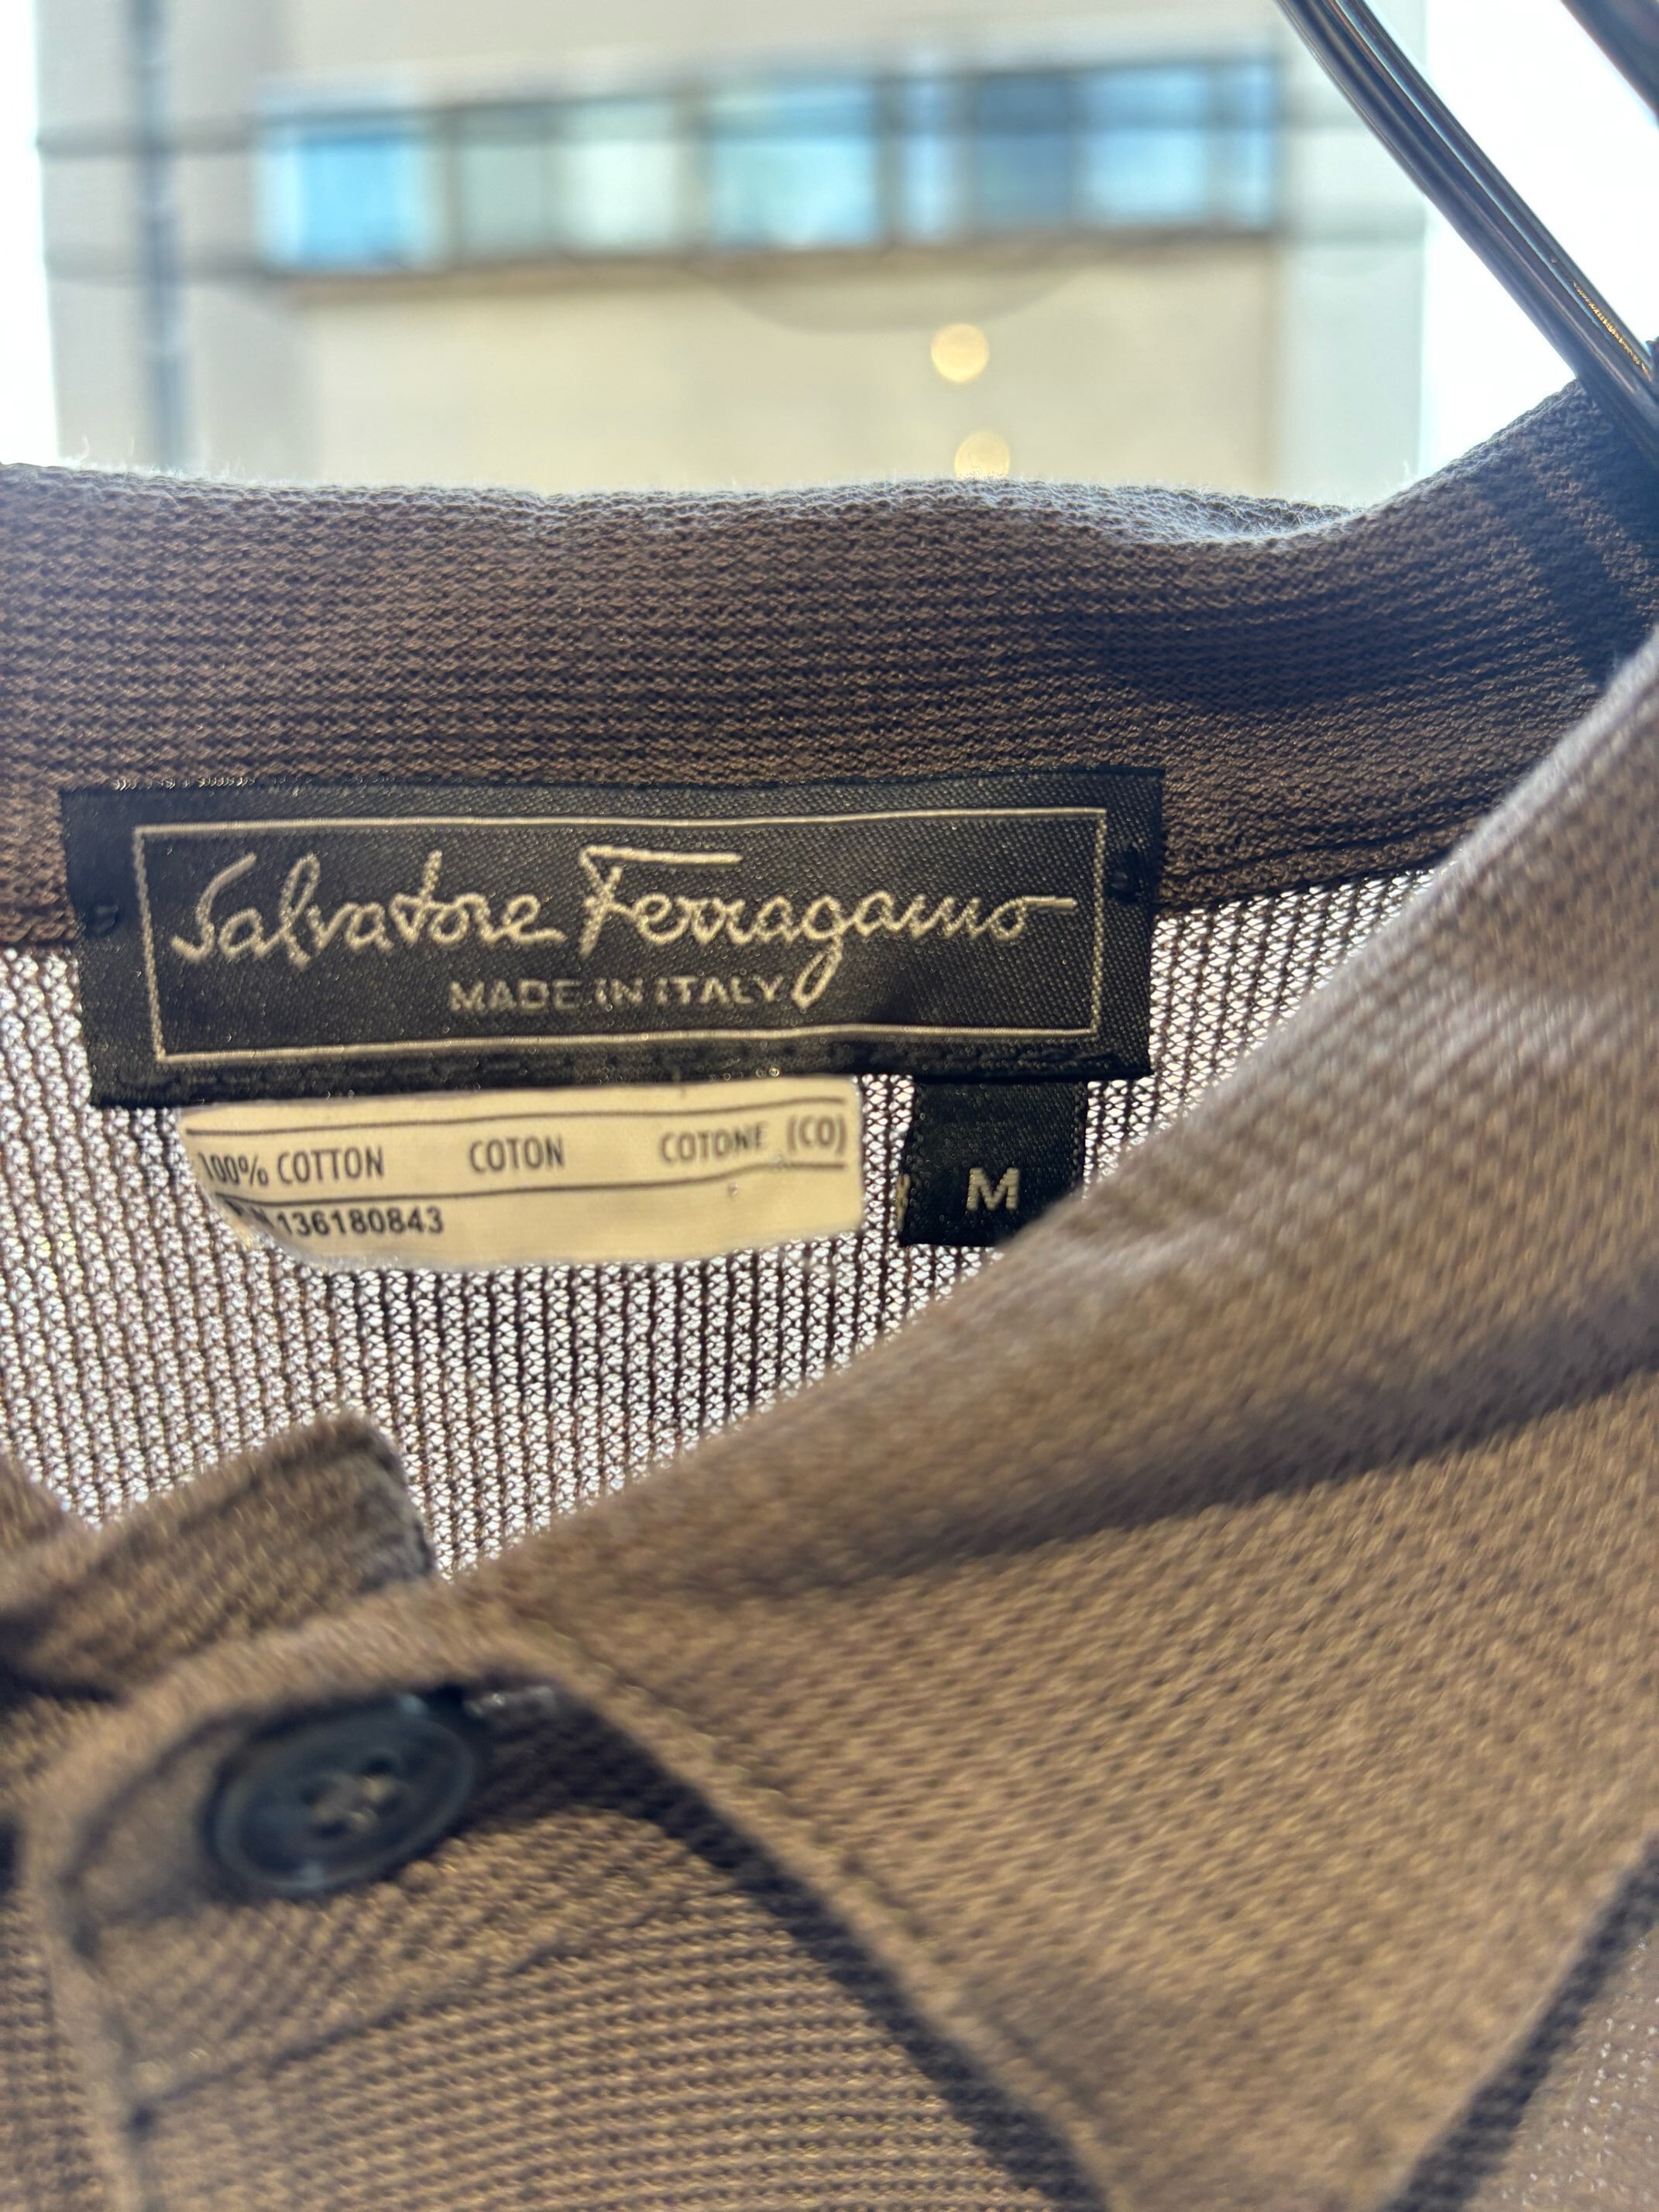 Salvatore Ferragamo
MADE IN ITALY
100% COTTON COTON COTONE (CO)
136180843
M